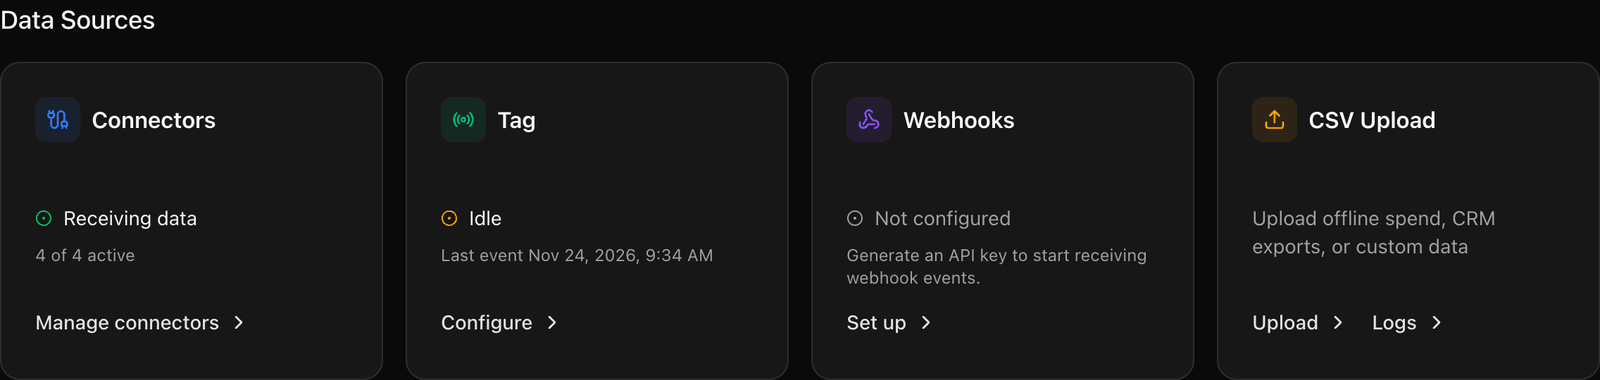 Data Sources
Connectors
Receiving data
4 of 4 active
Manage connectors
Tag
Idle
Last event Nov 24, 2026, 9:34 AM
Configure
Webhooks
Not configured
Generate an API key to start receiving
webhook events.
Set up
CSV Upload
Upload offline spend, CRM
exports, or custom data
Upload
Logs